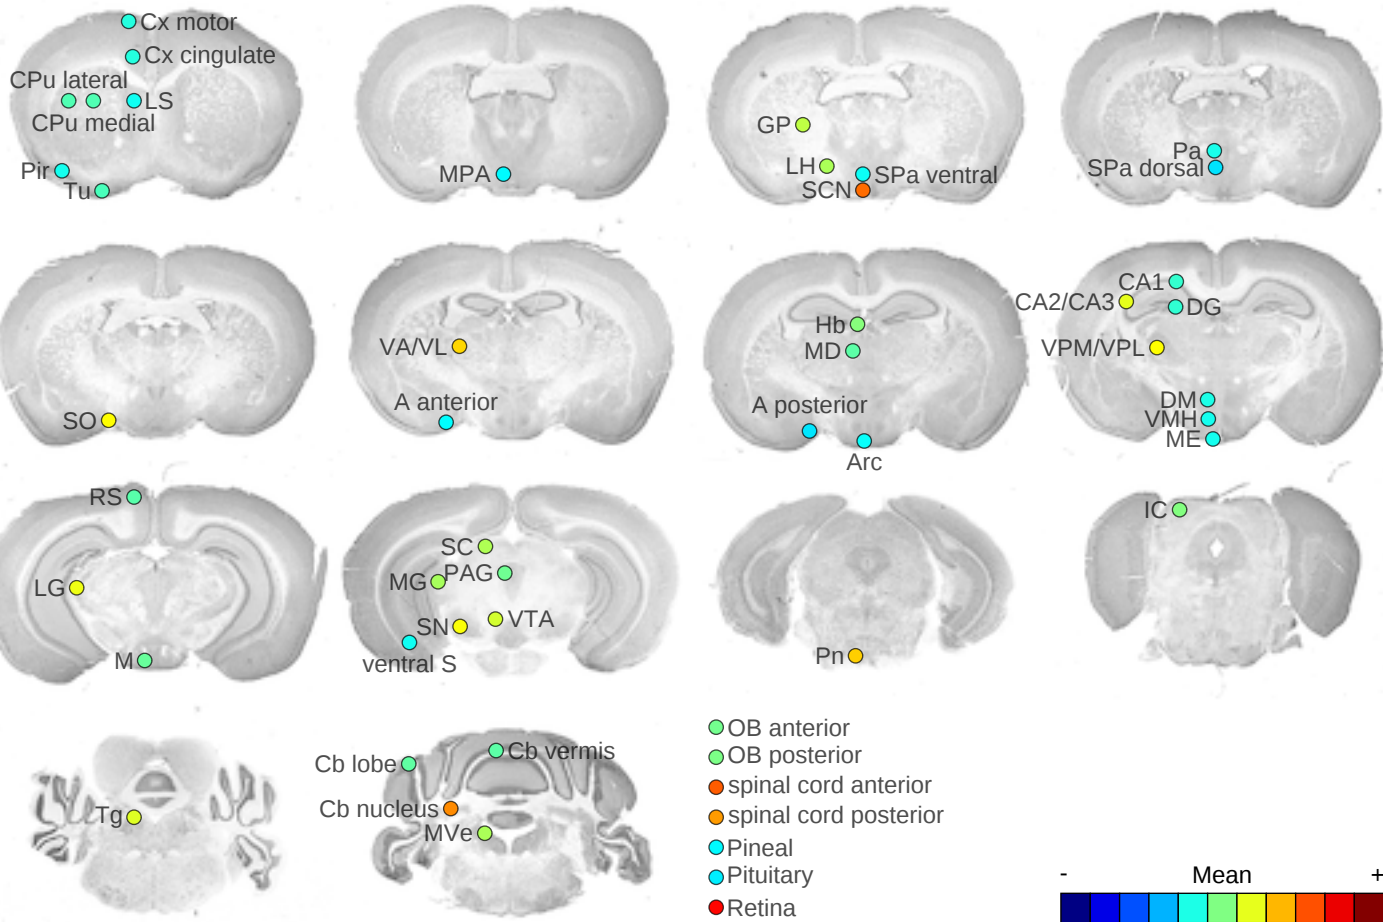 Cx motor
Cx cingulate
CPu lateral
LS
CPu medial
Pir
Tu
MPA
GP
LH
SPa ventral
SCN
Pa
SPa dorsal
SO
VA/VL
A anterior
Hb
MD
A posterior
Arc
CA1
CA2/CA3
DG
VPM/VPL
DM
VMH
ME
RS
LG
M
SC
MG
PAG
SN
VTA
ventral S
Pn
IC
Tg
Cb lobe
Cb vermis
Cb nucleus
MVe
OB anterior
OB posterior
spinal cord anterior
spinal cord posterior
Pineal
Pituitary
Retina
- Mean +